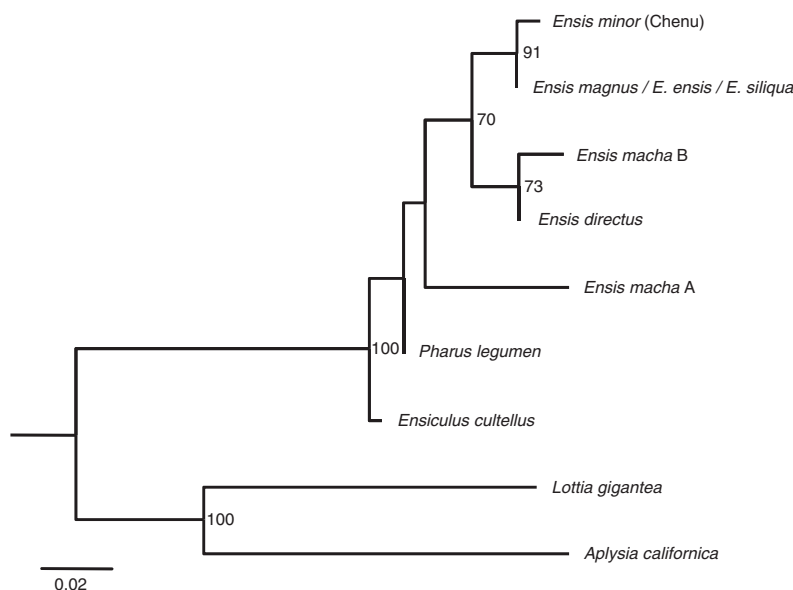 Ensis minor (Chenu)
91
Ensis magnus / E. ensis / E. siliqua
70
Ensis macha B
73
Ensis directus
Ensis macha A
100
Pharus legumen
Ensiculus cultellus
Lottia gigantea
100
Aplysia californica
0.02